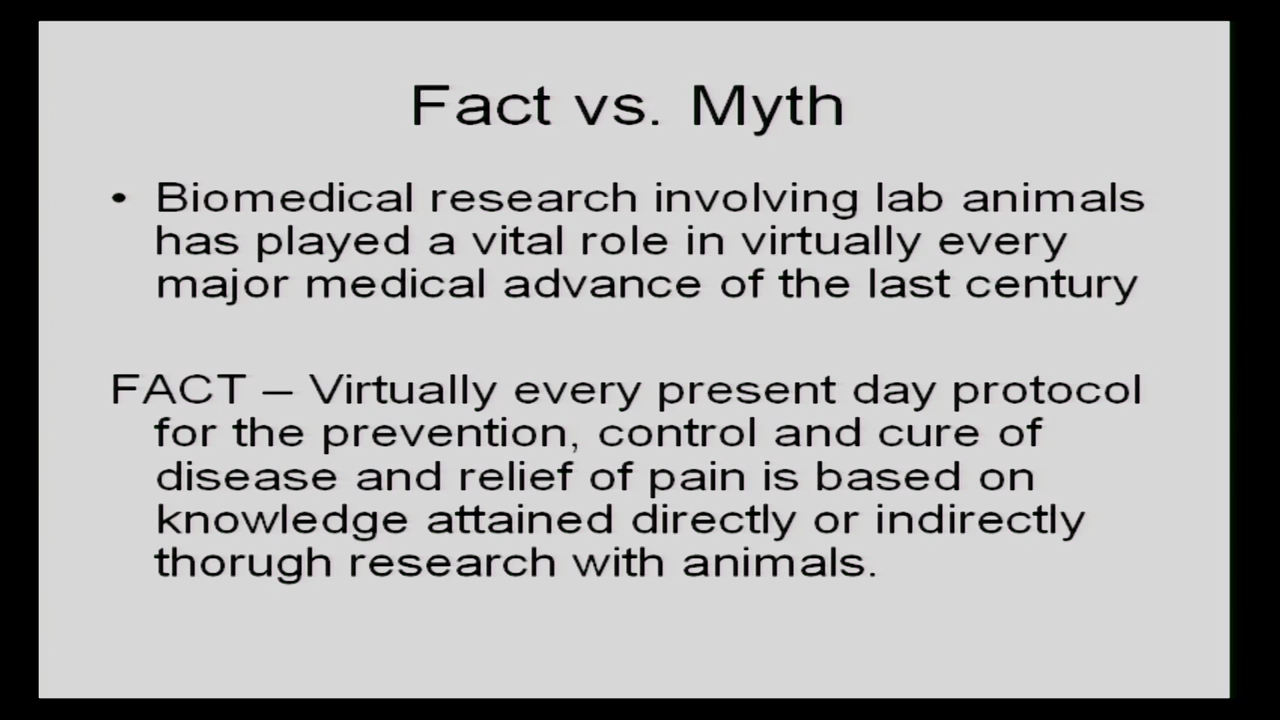 Fact vs. Myth
• Biomedical research involving lab animals
has played a vital role in virtually every
major medical advance of the last century
FACT – Virtually every present day protocol
for the prevention, control and cure of
disease and relief of pain is based on
knowledge attained directly or indirectly
thorugh research with animals.